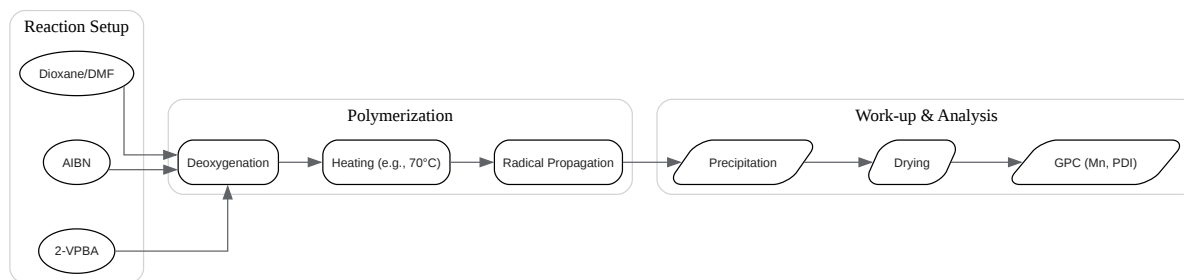 Reaction Setup
Dioxane/DMF
AIBN
2-VPBA
Polymerization
Deoxygenation
Heating (e.g., 70°C)
Radical Propagation
Work-up & Analysis
Precipitation
Drying
GPC (Mn, PDI)